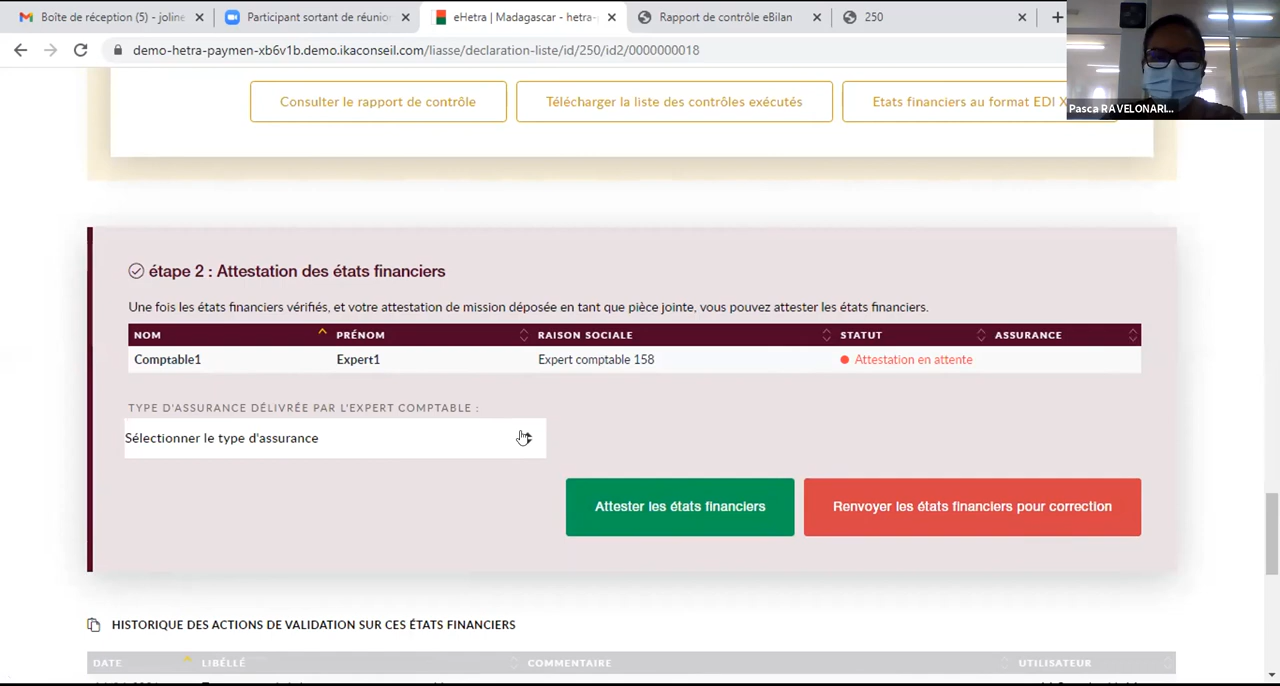 Boîte de réception (5) - joline
Participant sortant de réunio
eHetra | Madagascar - hetra-
Rapport de contrôle eBilan
250
demo-hetra-paymen-xb6v1b.demo.ikaconseil.com/liasse/declaration-liste/id/250/id2/0000000018
Pasca RAVELONARI...
Consulter le rapport de contrôle
Télécharger la liste des contrôles exécutés
Etats financiers au format EDI X
étape 2 : Attestation des états financiers
Une fois les états financiers vérifiés, et votre attestation de mission déposée en tant que pièce jointe, vous pouvez attester les états financiers.
NOM PRÉNOM RAISON SOCIALE STATUT ASSURANCE
Comptable1 Expert1 Expert comptable 158 Attestation en attente
TYPE D'ASSURANCE DÉLIVRÉE PAR L'EXPERT COMPTABLE :
Sélectionner le type d'assurance
Attester les états financiers
Renvoyer les états financiers pour correction
HISTORIQUE DES ACTIONS DE VALIDATION SUR CES ÉTATS FINANCIERS
DATE LIBÉLLÉ COMMENTAIRE UTILISATEUR